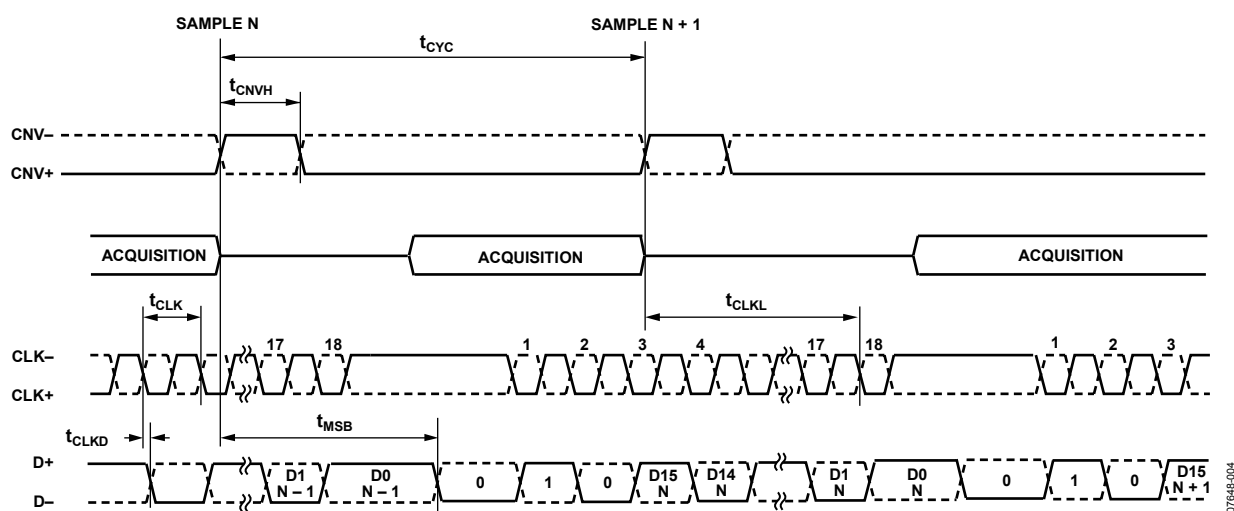 SAMPLE N
SAMPLE N + 1
tCYC
tCNVH
CNV–
CNV+
ACQUISITION
ACQUISITION
ACQUISITION
tCLK
tCLKL
CLK–
CLK+
17
18
1
2
3
4
17
18
1
2
3
tCLKD
tMSB
D+
D–
D1
N – 1
D0
N – 1
0
1
0
D15
N
D14
N
D1
N
D0
N
0
1
0
D15
N + 1
07648-004